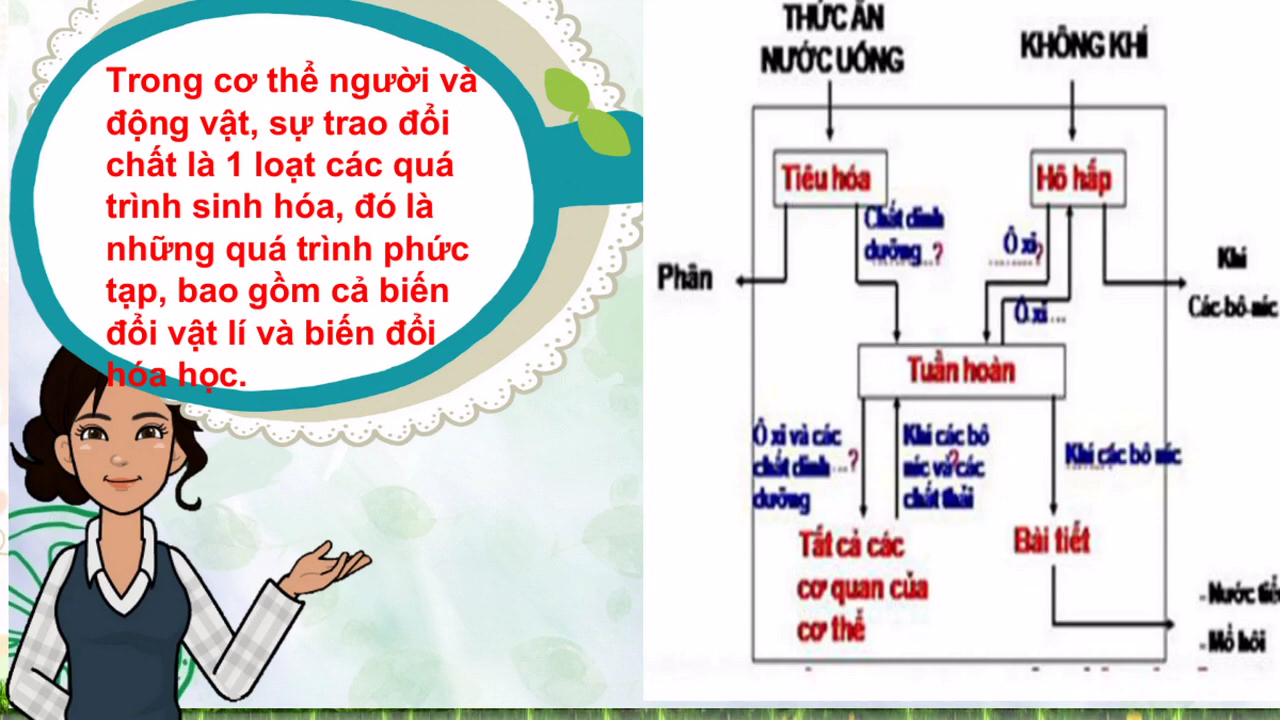 Trong cơ thể người và
động vật, sự trao đổi
chất là 1 loạt các quá
trình sinh hóa, đó là
những quá trình phức
tạp, bao gồm cả biến
đổi vật lí và biến đổi
hóa học.
THỨC ĂN
NƯỚC UỐNG
KHÔNG KHÍ
Tiêu hóa
Hô hấp
Chất dinh
dưỡng ?
Ô xi ?
Phân
Khí
Các-bô-níc
Ô xi ...
Tuần hoàn
Ô xi và các
chất dinh ... ?
dưỡng
Khí các bô
níc và các ?
chất thải
Khí các bô níc
Tất cả các
cơ quan của
cơ thể
Bài tiết
- Nước tiể
- Mồ hôi